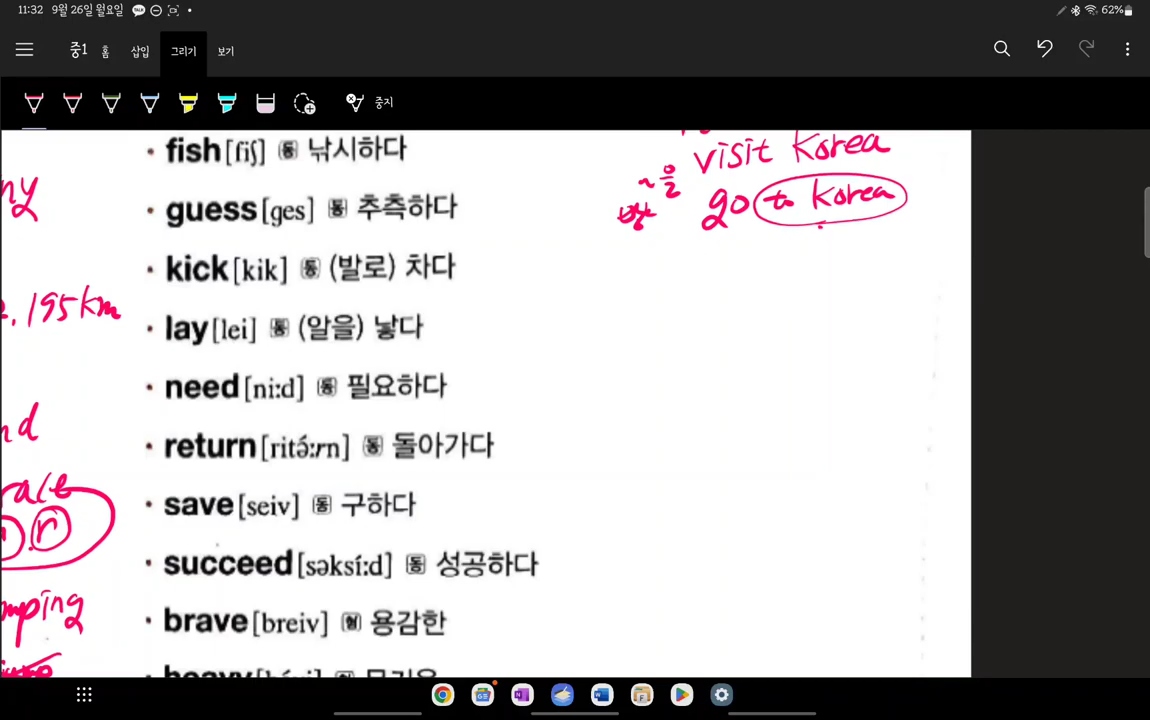 11:32 9월 26일 월요일 62%
중1 홈 삽입 그리기 보기
중지
visit Korea
~을
go to Korea
ny
. 195km
nd
race
r
mping
• fish [fiʃ] 동 낚시하다
• guess [ges] 동 추측하다
• kick [kik] 동 (발로) 차다
• lay [lei] 동 (알을) 낳다
• need [ni:d] 동 필요하다
• return [ritə́:rn] 동 돌아가다
• save [seiv] 동 구하다
• succeed [səksí:d] 동 성공하다
• brave [breiv] 형 용감한